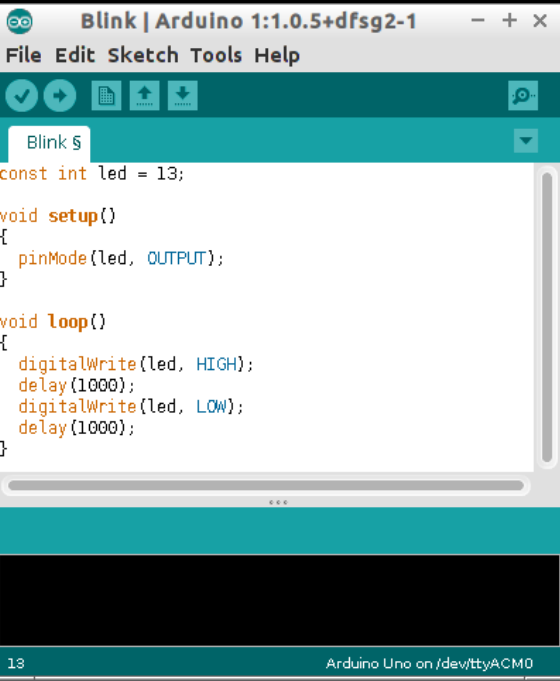 Blink | Arduino 1:1.0.5+dfsg2-1
File Edit Sketch Tools Help
Blink §
const int led = 13;
void setup()
{
  pinMode(led, OUTPUT);
}
void loop()
{
  digitalWrite(led, HIGH);
  delay(1000);
  digitalWrite(led, LOW);
  delay(1000);
}
13 Arduino Uno on /dev/ttyACM0